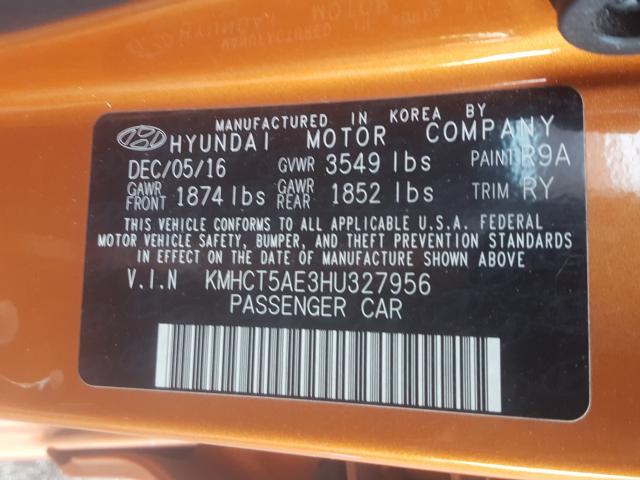 MANUFACTURED IN KOREA BY
HYUNDAI MOTOR COMPANY
DEC/05/16 GVWR 3549 lbs PAINT R9A
GAWR FRONT 1874 lbs GAWR REAR 1852 lbs TRIM RY
THIS VEHICLE CONFORMS TO ALL APPLICABLE U.S.A. FEDERAL
MOTOR VEHICLE SAFETY, BUMPER, AND THEFT PREVENTION STANDARDS
IN EFFECT ON THE DATE OF MANUFACTURE SHOWN ABOVE
V.I.N KMHCT5AE3HU327956
PASSENGER CAR